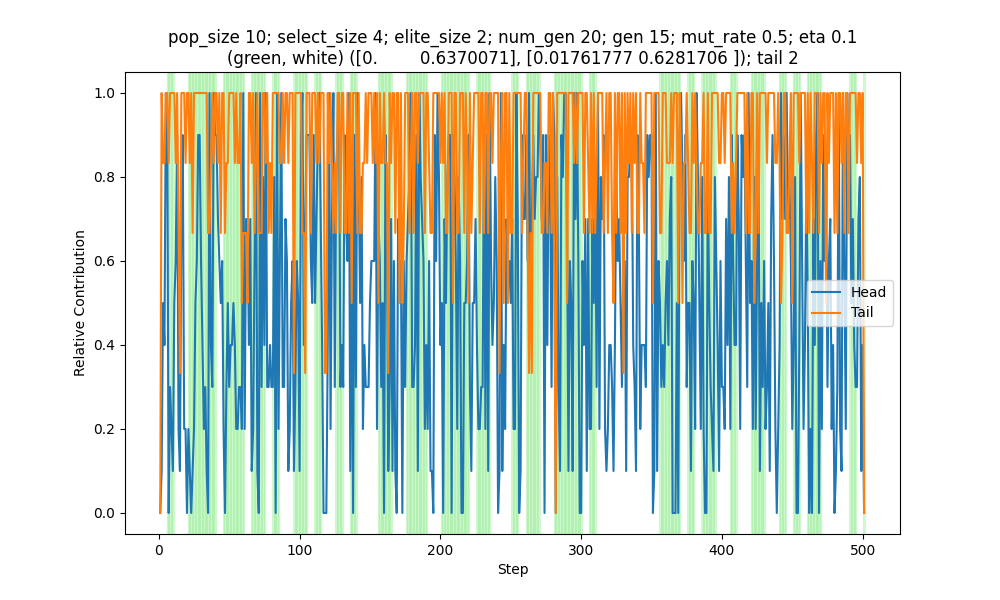 pop_size 10; select_size 4; elite_size 2; num_gen 20; gen 15; mut_rate 0.5; eta 0.1
(green, white) ([0. 0.6370071], [0.01761777 0.6281706 ]); tail 2
1.0
0.8
0.6
0.4
0.2
0.0
Relative Contribution
Head
Tail
0 100 200 300 400 500
Step